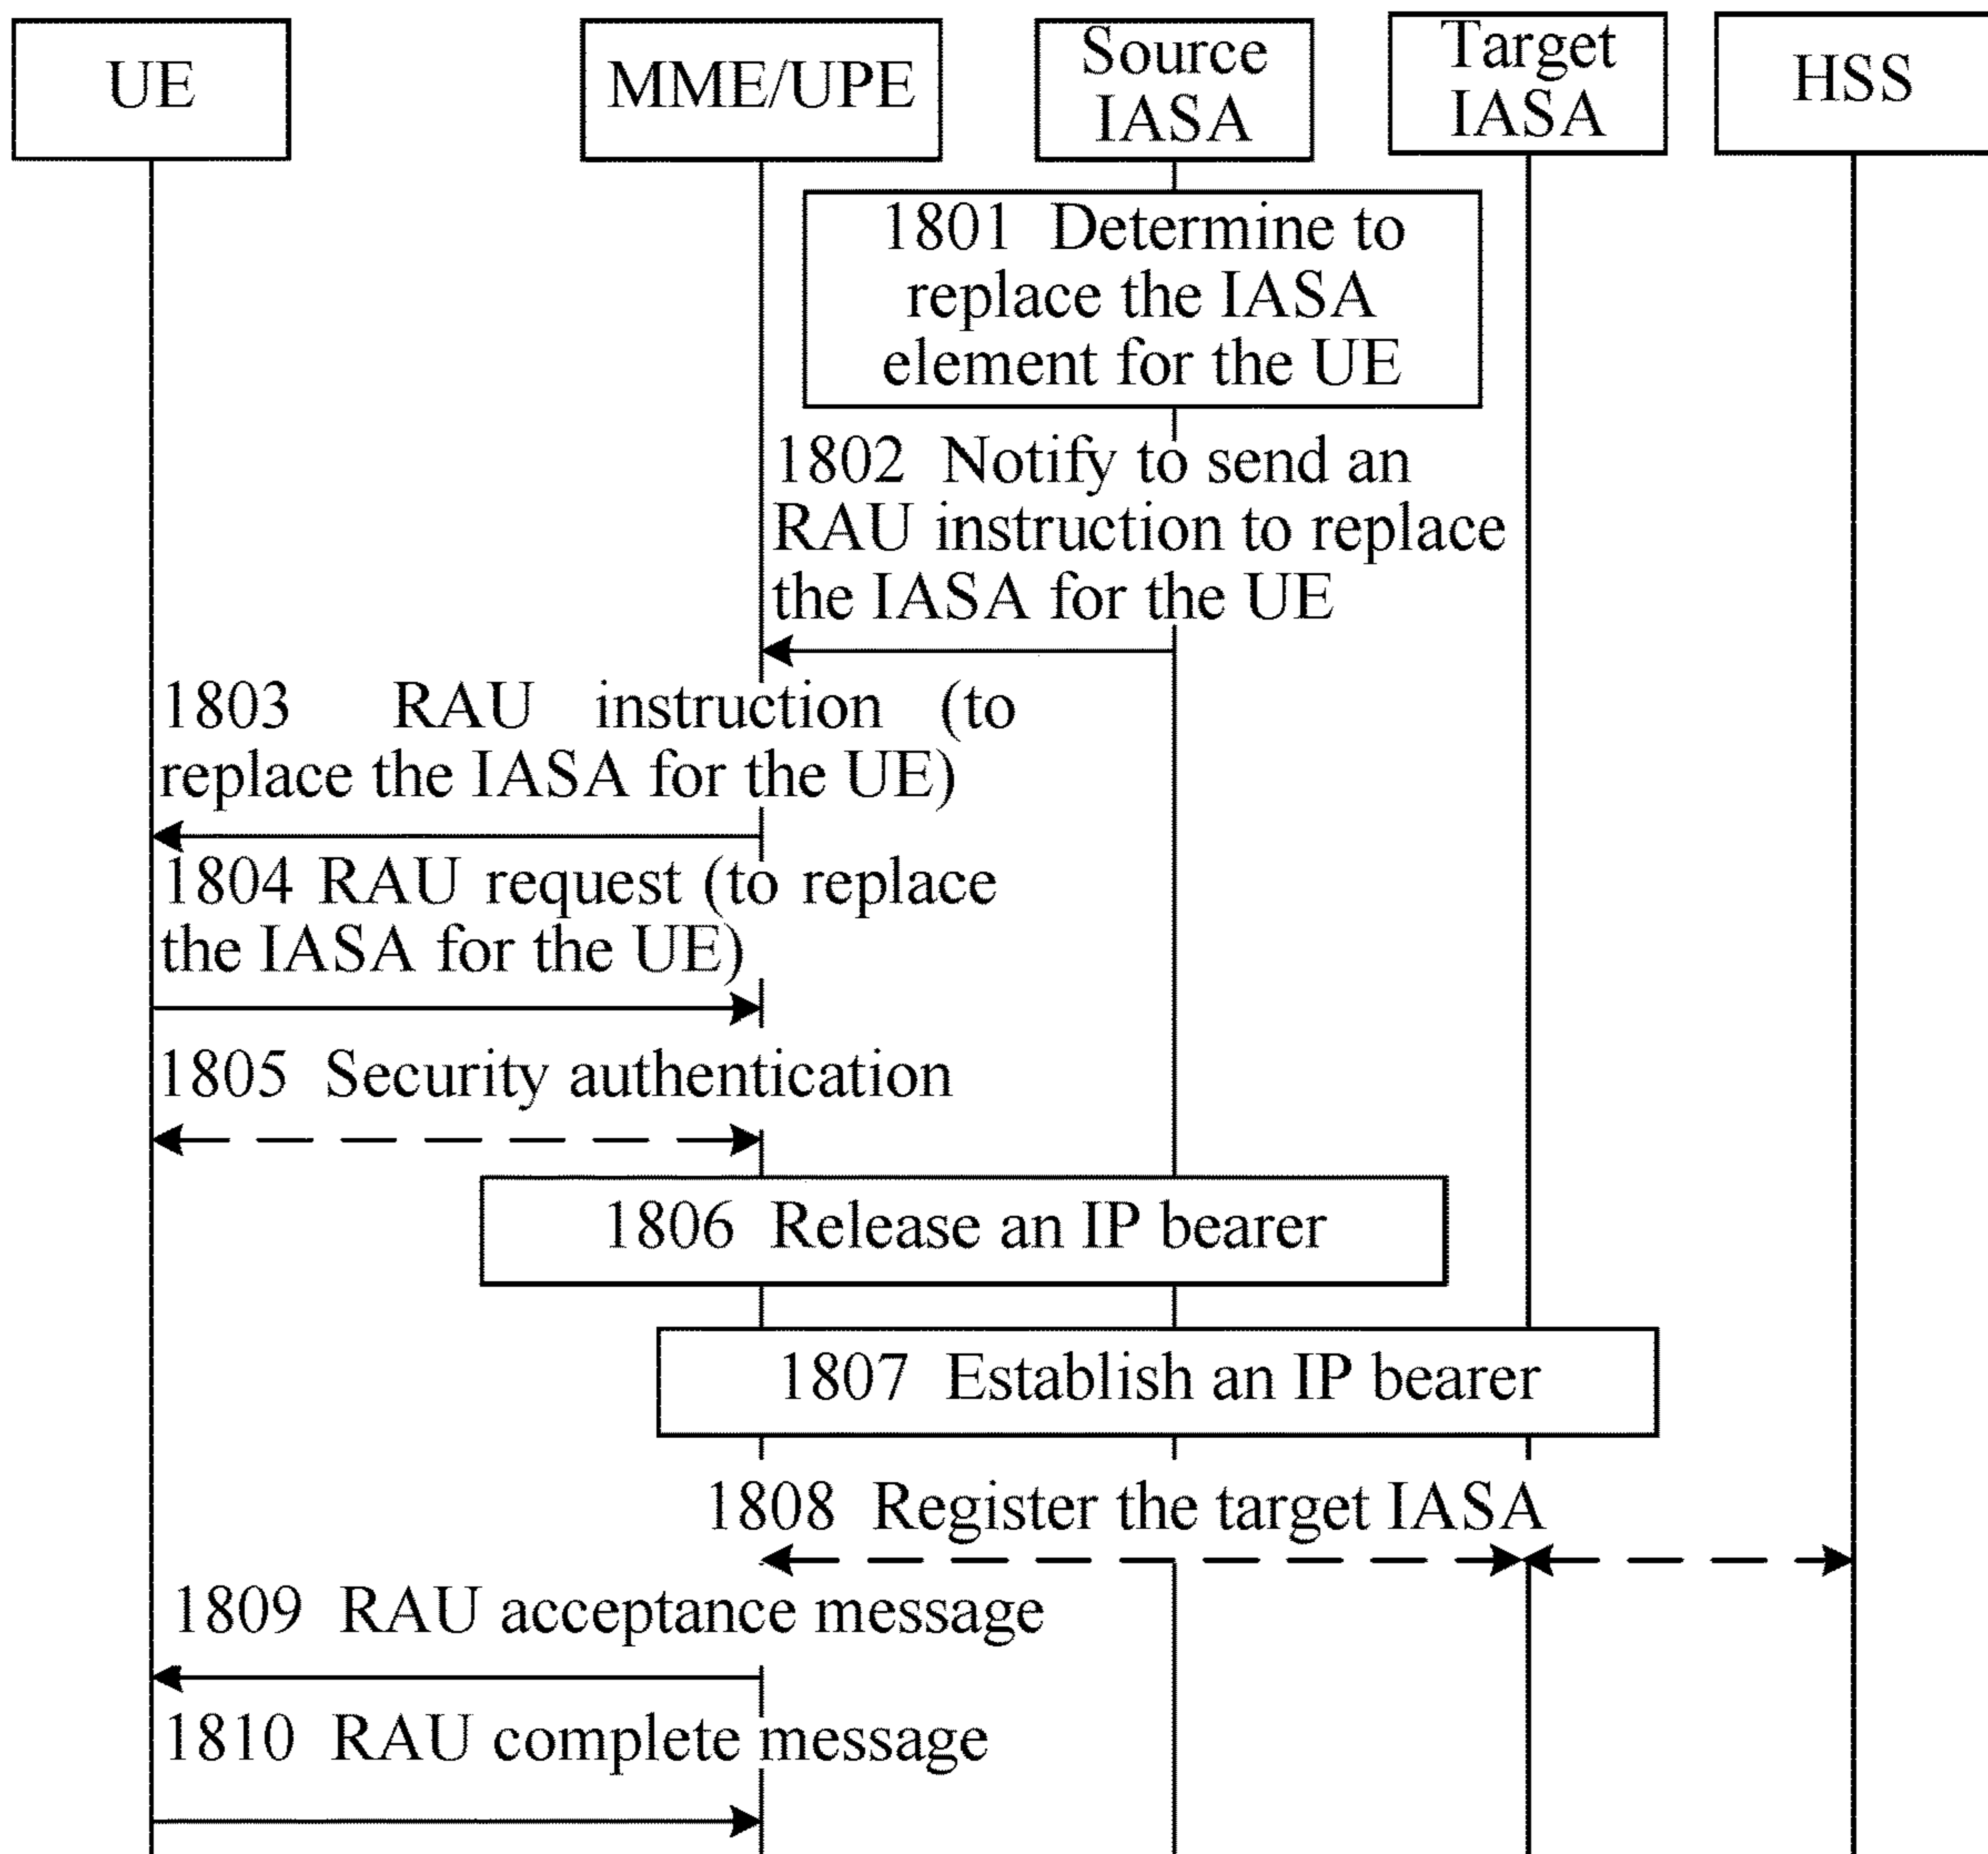 UE
MME/UPE
Source
IASA
Target
IASA
HSS
1801 Determine to
replace the IASA
element for the UE
1802 Notify to send an
RAU instruction to replace
the IASA for the UE
1803 RAU instruction (to
replace the IASA for the UE)
1804 RAU request (to replace
the IASA for the UE)
1805 Security authentication
1806 Release an IP bearer
1807 Establish an IP bearer
1808 Register the target IASA
1809 RAU acceptance message
1810 RAU complete message